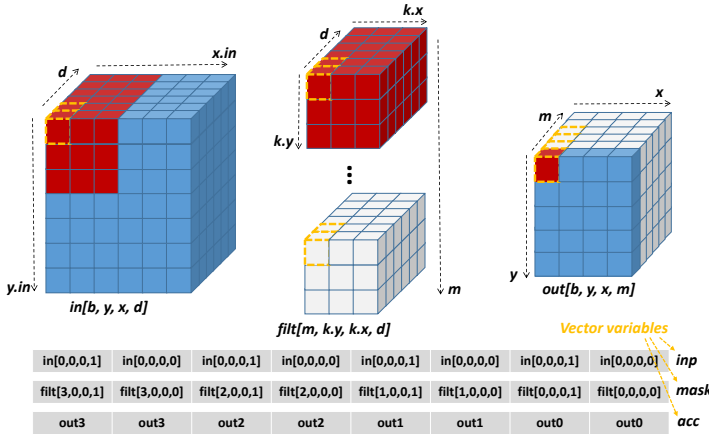 k.x
x.in
d
d
x
m
k.y
y.in
y
m
in[b, y, x, d]
out[b, y, x, m]
filt[m, k.y, k.x, d]
Vector variables
in[0,0,0,1] in[0,0,0,0] in[0,0,0,1] in[0,0,0,0] in[0,0,0,1] in[0,0,0,0] in[0,0,0,1] in[0,0,0,0] inp
filt[3,0,0,1] filt[3,0,0,0] filt[2,0,0,1] filt[2,0,0,0] filt[1,0,0,1] filt[1,0,0,0] filt[0,0,0,1] filt[0,0,0,0] mask
out3 out3 out2 out2 out1 out1 out0 out0 acc